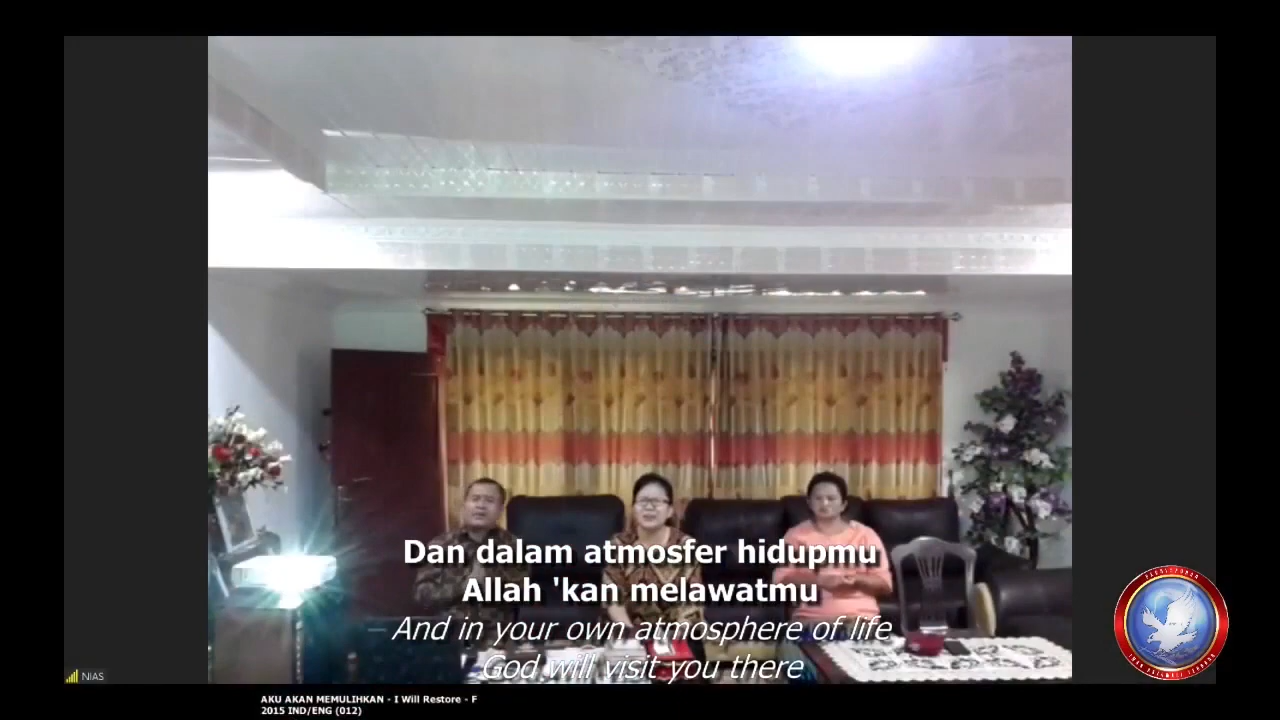 Dan dalam atmosfer hidupmu
Allah 'kan melawatmu
And in your own atmosphere of life
God will visit you there
NIAS
AKU AKAN MEMULIHKAN - I Will Restore - F
2015 IND/ENG (012)